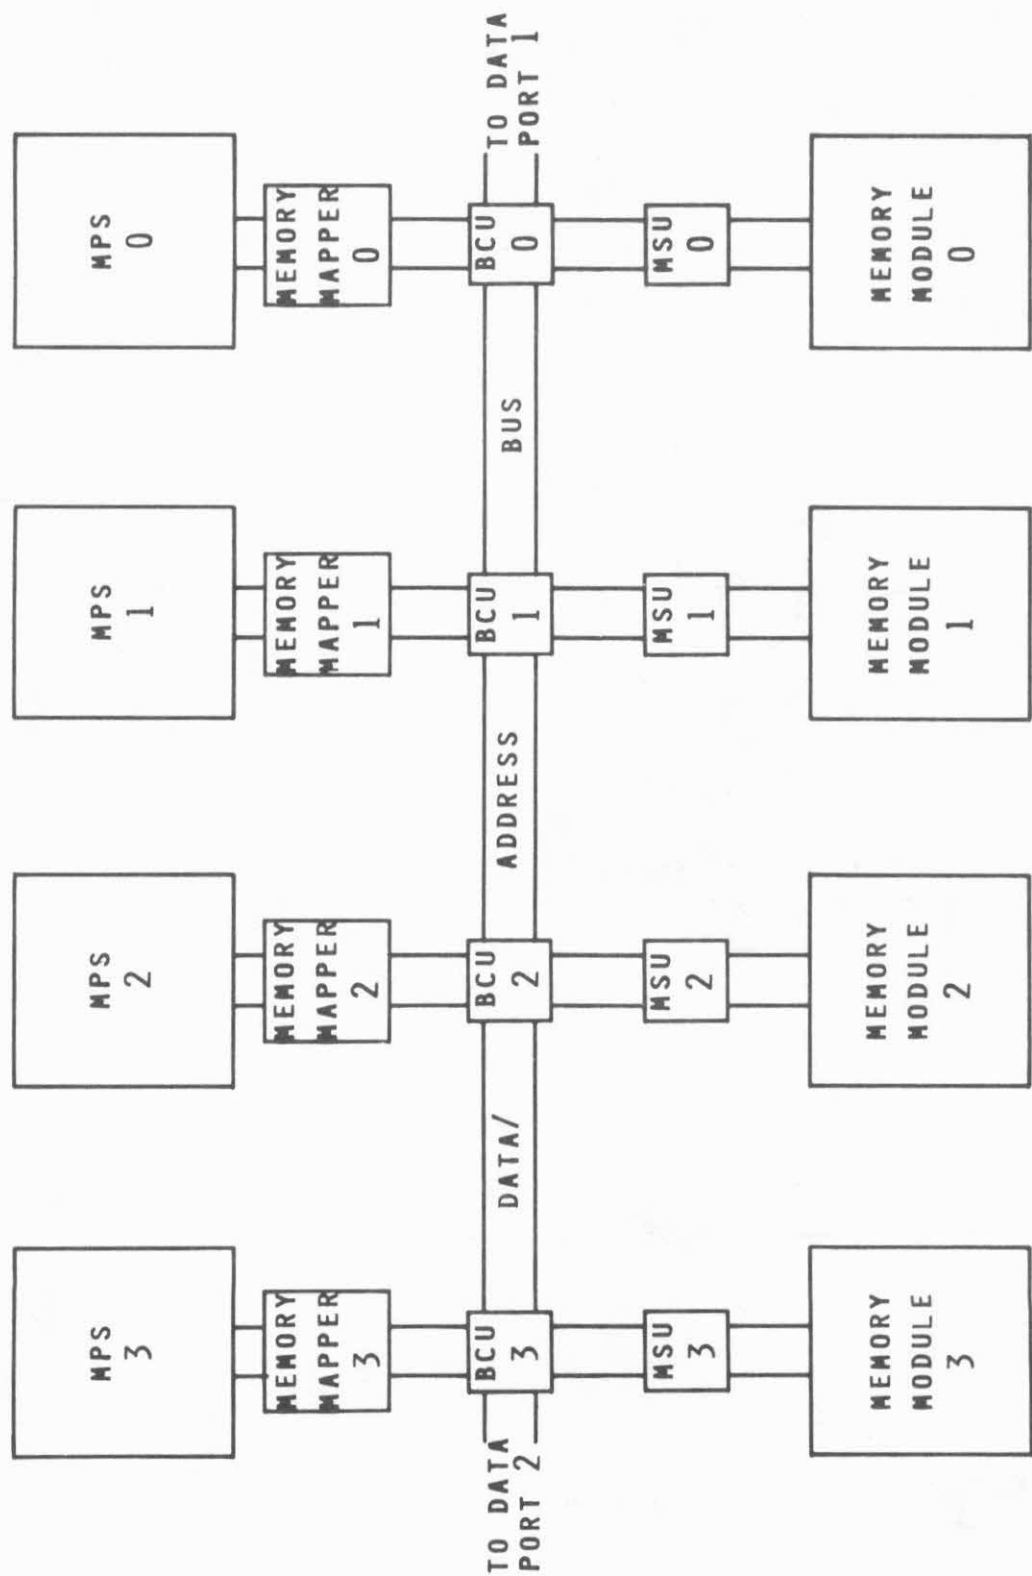 MPS
3
MPS
2
MPS
1
MPS
0
MEMORY
MAPPER
3
MEMORY
MAPPER
2
MEMORY
MAPPER
1
MEMORY
MAPPER
0
TO DATA
PORT 2
BCU
3
DATA/
BCU
2
ADDRESS
BCU
1
BUS
BCU
0
TO DATA
PORT 1
MSU
3
MSU
2
MSU
1
MSU
0
MEMORY
MODULE
3
MEMORY
MODULE
2
MEMORY
MODULE
1
MEMORY
MODULE
0